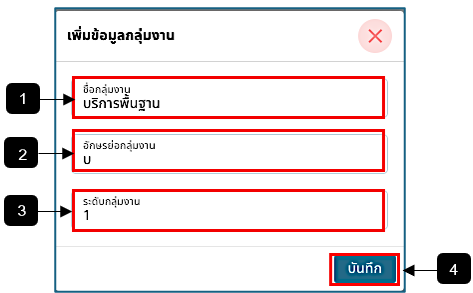 เพิ่มข้อมูลกลุ่มงาน
1
ชื่อกลุ่มงาน
บริการพื้นฐาน
2
อักษรย่อกลุ่มงาน
บ
3
ระดับกลุ่มงาน
1
บันทึก
4